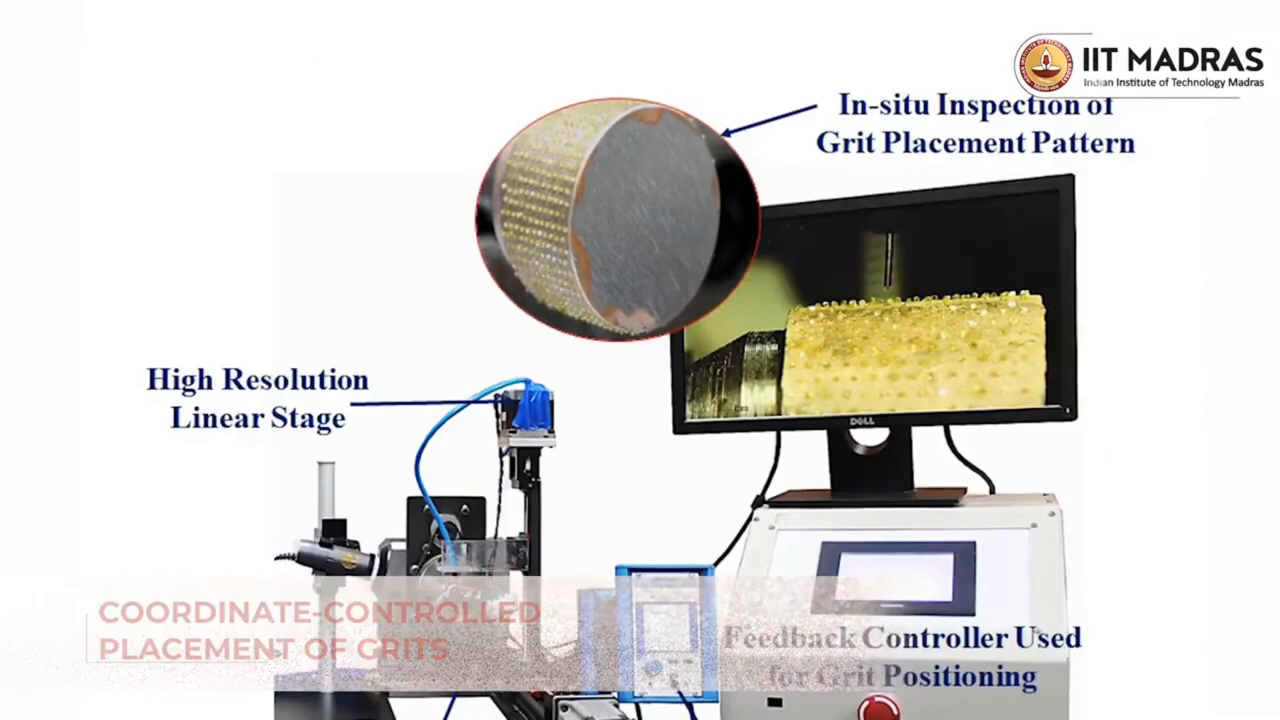 IIT MADRAS
Indian Institute of Technology Madras
In-situ Inspection of
Grit Placement Pattern
High Resolution
Linear Stage
DELL
COORDINATE-CONTROLLED
PLACEMENT OF GRITS
Feedback Controller Used
for Grit Positioning